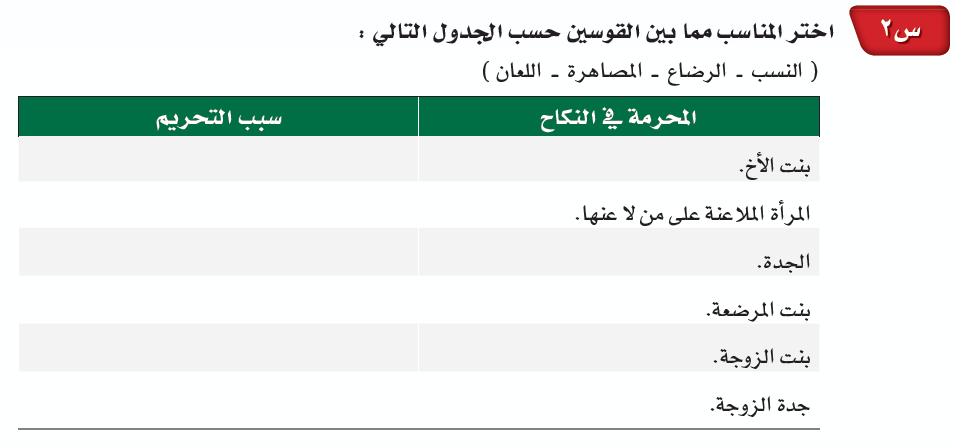 س٢
اختر المناسب مما بين القوسين حسب الجدول التالي :
( النسب - الرضاع - المصاهرة - اللعان )
المحرمة في النكاح سبب التحريم
بنت الأخ.
المرأة الملاعنة على من لا عنها.
الجدة.
بنت المرضعة.
بنت الزوجة.
جدة الزوجة.